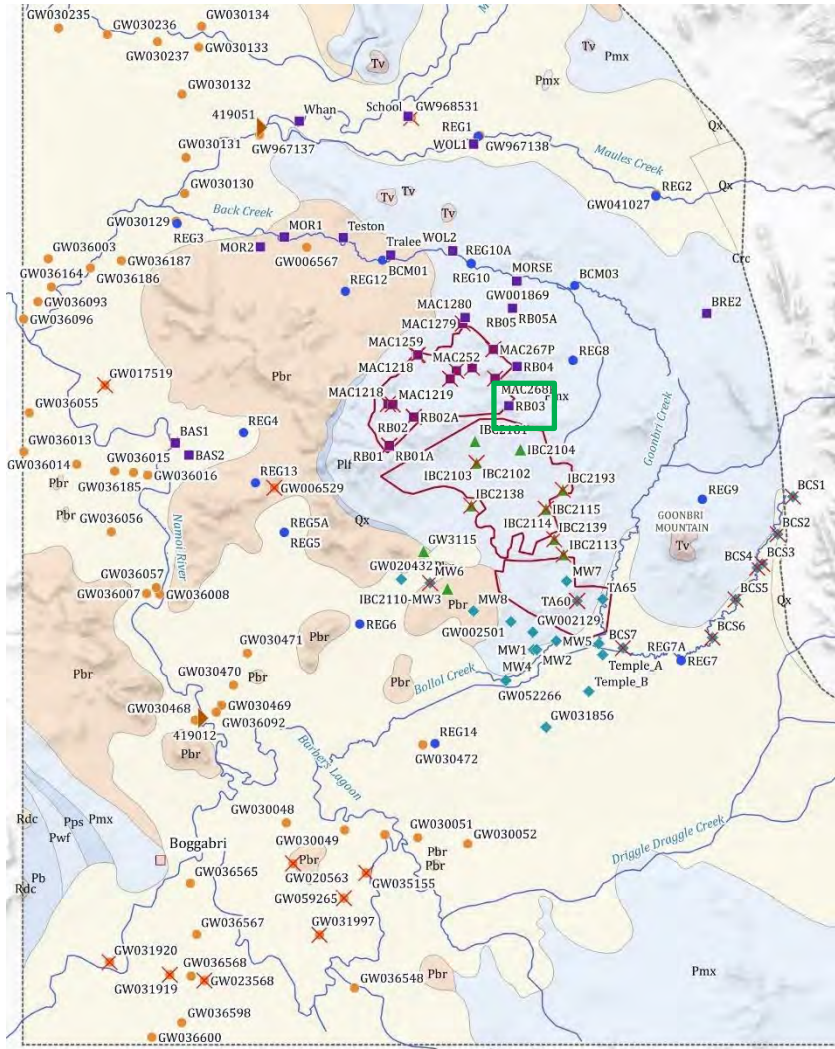 GW030235
GW030236
GW030134
GW030237
GW030133
Tv
Pmx
Tv
Pmx
GW030132
419051
Whan
School
GW968531
REG1
Qx
GW967137
WOL1
GW967138
GW030131
Maules Creek
Qx
GW030130
Tv
Tv
REG2
GW041027
Back Creek
Tv
GW030129
REG3
MOR1
Teston
WOL2
GW036003
GW036187
MOR2
GW006567
Tralee
REG10A
Crc
GW036164
GW036186
BCM01
REG10
MORSE
BCM03
GW036093
REG12
GW001869
GW036096
MAC1280
RB05
RB05A
BRE2
MAC1279
MAC1259
MAC267P
Pbr
MAC252
RB04
REG8
GW017519
MAC1218
MAC268
mx
MAC1218
MAC1219
RB03
GW036055
RB02A
BAS1
REG4
RB02
GW036013
BAS2
RB01
RB01A
IBC2104
Goonbri Creek
GW036015
Plf
IBC2102
GW036014
GW036016
REG13
IBC2103
Pbr
GW036185
GW006529
IBC2138
IBC2193
REG9
BCS1
Pbr
Qx
IBC2115
GOONBRI
MOUNTAIN
Tv
BCS2
GW036056
REG5A
IBC2114
IBC2139
Namoi River
REG5
GW3115
IBC2113
BCS4
BCS3
GW036057
GW020432
MW6
MW7
TA65
BCS5
Qx
GW036007
GW036008
IBC2110-MW3
Pbr
MW8
TA60
REG6
Pbr
GW002501
GW002129
BCS6
GW030471
MW1
MW5
BCS7
REG7A
REG7
GW030470
Pbr
MW4
MW2
Temple_A
Bollol Creek
Pbr
Temple_B
GW030468
GW030469
GW052266
GW036092
GW031856
419012
Pbr
REG14
GW030472
Barbers Lagoon
Rdc
Pps
Pmx
Pwf
GW030048
GW030049
GW030051
GW030052
Driggle Draggle Creek
Boggabri
Pbr
Pbr
Pbr
Pb
Rdc
GW020563
GW036565
GW035155
GW059265
GW036567
GW031997
GW031920
GW036568
GW031919
GW023568
GW036548
Pbr
Pmx
GW036598
GW036600